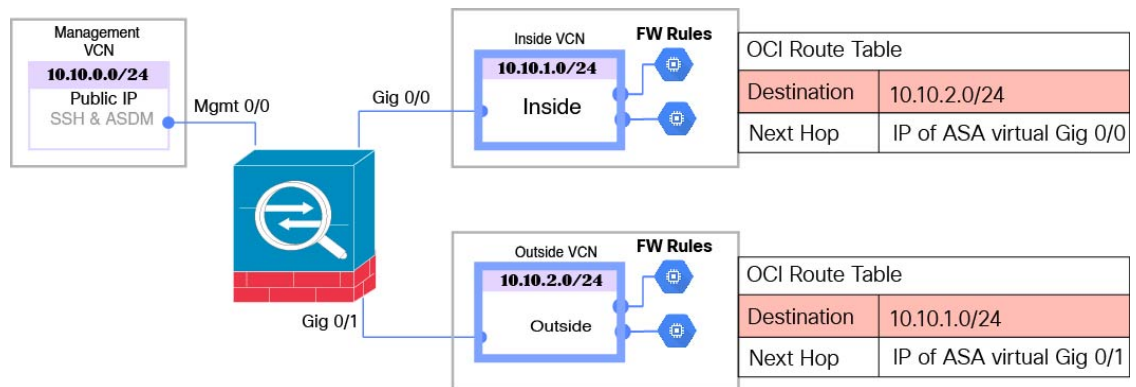 Management
VCN
10.10.0.0/24
Public IP
SSH & ASDM
Mgmt 0/0
Gig 0/0
Gig 0/1
Inside VCN
10.10.1.0/24
Inside
FW Rules
OCI Route Table
Destination 10.10.2.0/24
Next Hop IP of ASA virtual Gig 0/0
Outside VCN
10.10.2.0/24
Outside
FW Rules
OCI Route Table
Destination 10.10.1.0/24
Next Hop IP of ASA virtual Gig 0/1